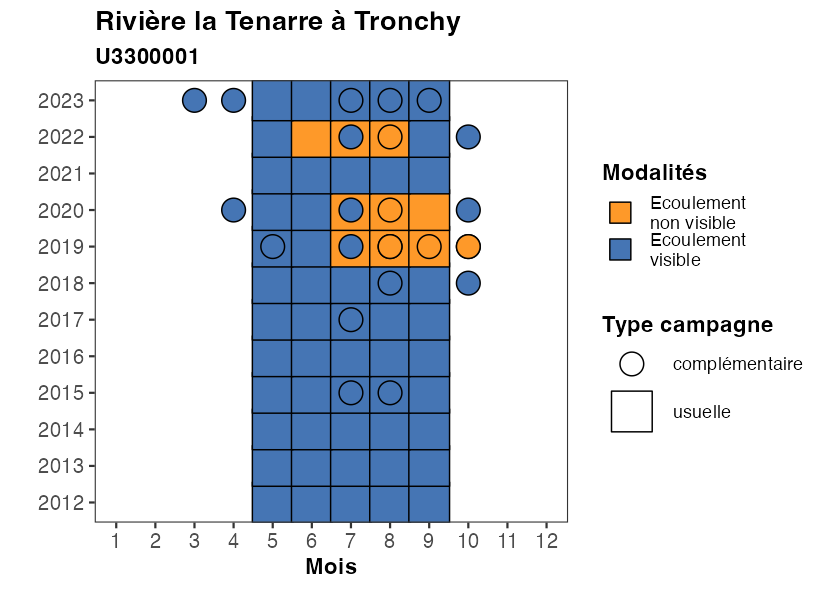 Rivière la Tenarre à Tronchy
U3300001
2023
2022
2021
2020
2019
2018
2017
2016
2015
2014
2013
2012
1 2 3 4 5 6 7 8 9 10 11 12
Mois
Modalités
Ecoulement
non visible
Ecoulement
visible
Type campagne
complémentaire
usuelle